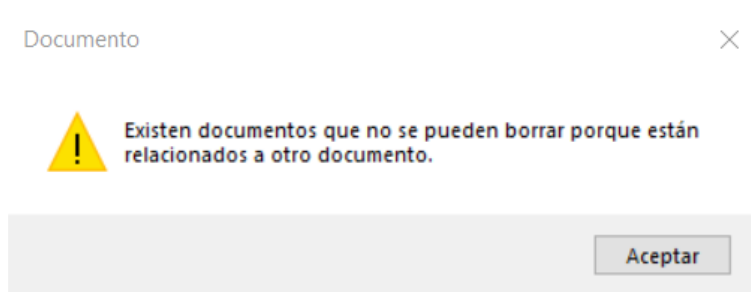 Documento
Existen documentos que no se pueden borrar porque están
relacionados a otro documento.
Aceptar